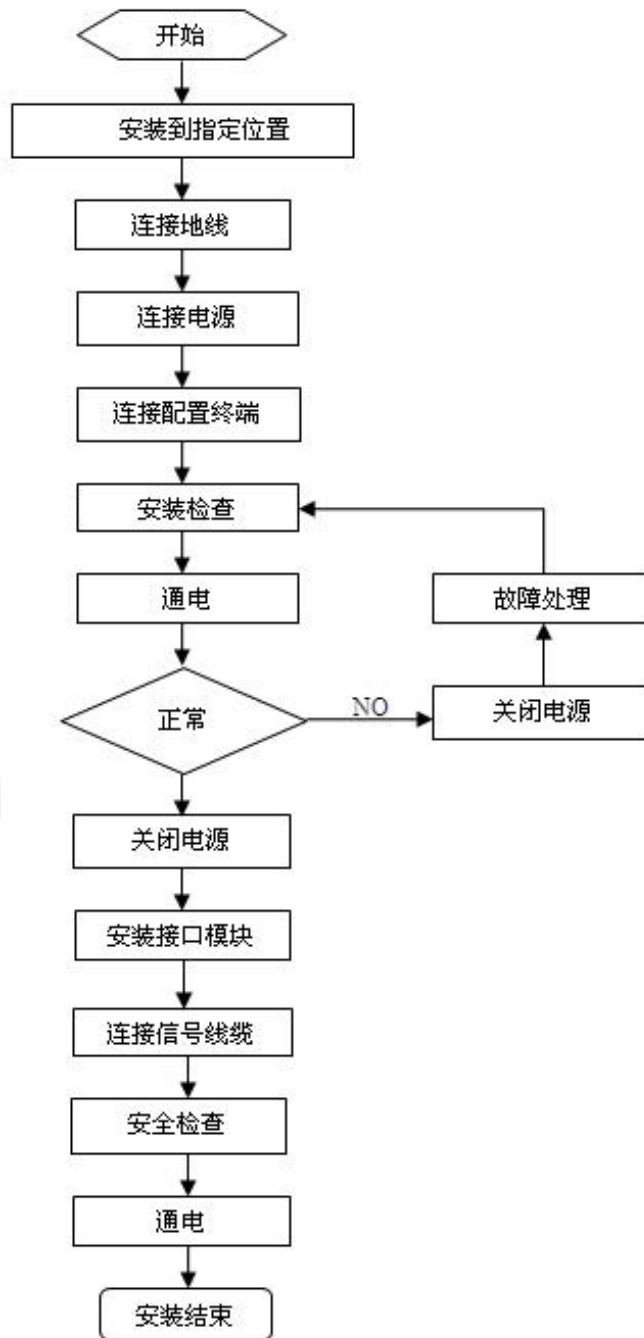 开始
安装到指定位置
连接地线
连接电源
连接配置终端
安装检查
通电
故障处理
正常
NO
关闭电源
关闭电源
安装接口模块
连接信号线缆
安全检查
通电
安装结束